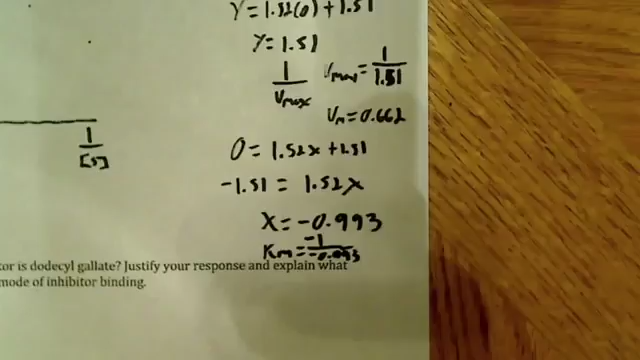 Y=1.52(0)+1.51
Y=1.51
1/Vmax Vmax=1/1.51
Vm=0.662
1/[S]
0=1.52x+1.51
-1.51=1.52x
X=-0.993
Km=-1/-0.993
tor is dodecyl gallate? Justify your response and explain what
mode of inhibitor binding.